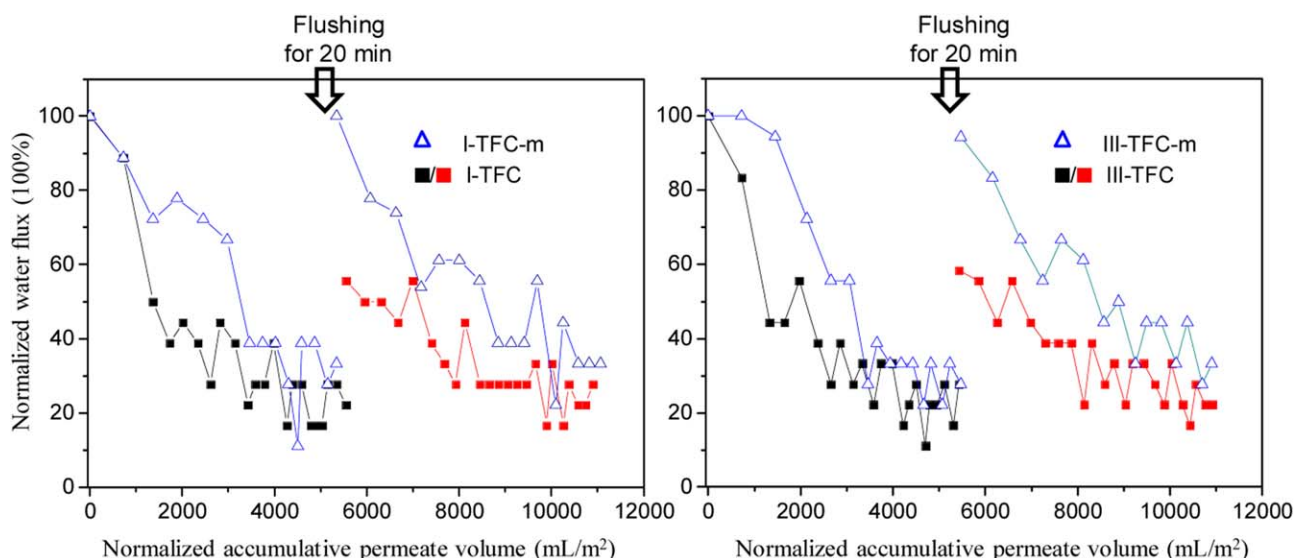 Flushing
for 20 min
Flushing
for 20 min
Normalized water flux (100%)
100
80
60
40
20
0
I-TFC-m
/ I-TFC
0 2000 4000 6000 8000 10000 12000
Normalized accumulative permeate volume (mL/m²)
100
80
60
40
20
0
III-TFC-m
/ III-TFC
0 2000 4000 6000 8000 10000 12000
Normalized accumulative permeate volume (mL/m²)